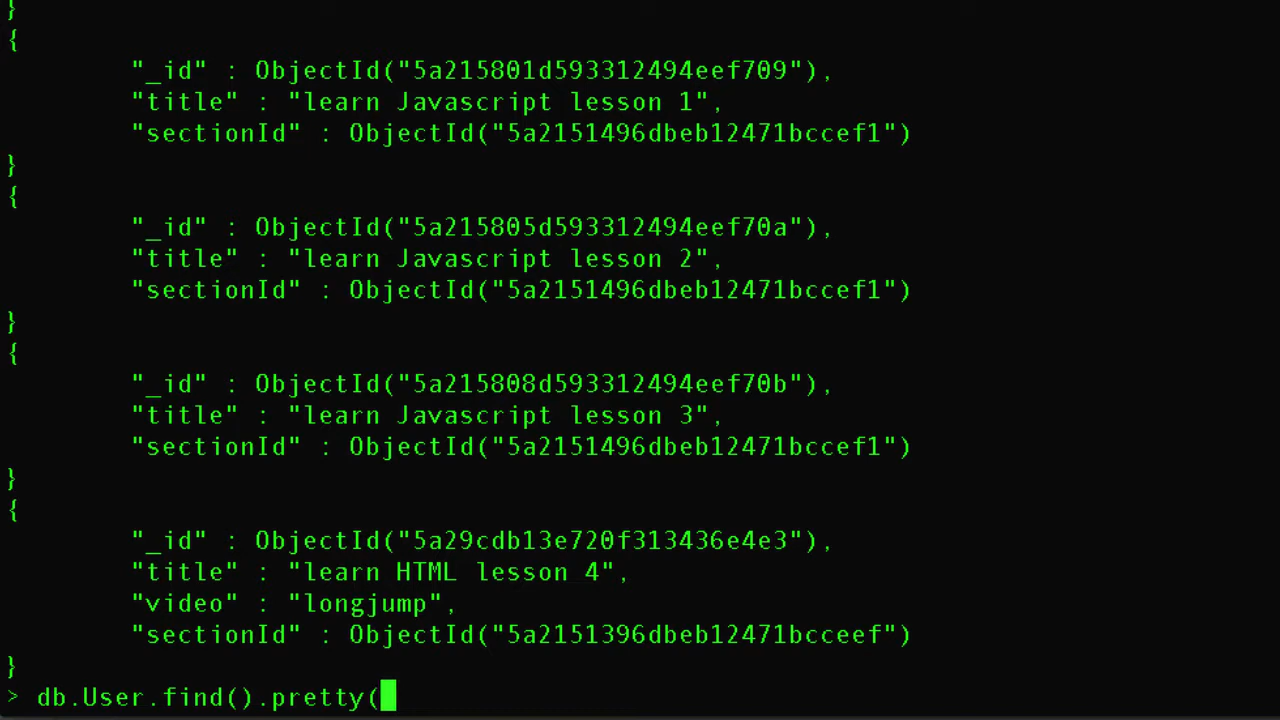 }
{
"_id" : ObjectId("5a215801d593312494eef709"),
"title" : "learn Javascript lesson 1",
"sectionId" : ObjectId("5a2151496dbeb12471bccef1")
}
{
"_id" : ObjectId("5a215805d593312494eef70a"),
"title" : "learn Javascript lesson 2",
"sectionId" : ObjectId("5a2151496dbeb12471bccef1")
}
{
"_id" : ObjectId("5a215808d593312494eef70b"),
"title" : "learn Javascript lesson 3",
"sectionId" : ObjectId("5a2151496dbeb12471bccef1")
}
{
"_id" : ObjectId("5a29cdb13e720f313436e4e3"),
"title" : "learn HTML lesson 4",
"video" : "longjump",
"sectionId" : ObjectId("5a2151396dbeb12471bcceef")
}
> db.User.find().pretty(